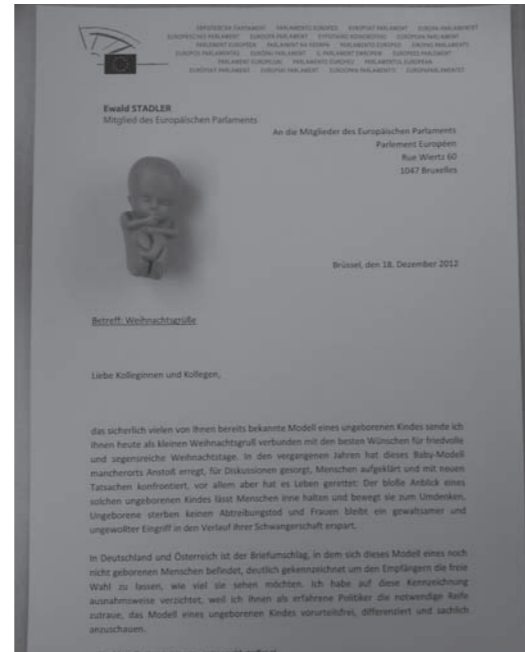 PARLAMENTO EUROPEO
Ewald STADLER
Mitglied des Europäischen Parlaments
An die Mitglieder des Europäischen Parlaments
Parlement Européen
Rue Wiertz 60
1047 Bruxelles
Brüssel, den 18. Dezember 2012
Betreff: Weihnachtsgrüße
Liebe Kolleginnen und Kollegen,
das sicherlich vielen von Ihnen bereits bekannte Modell eines ungeborenen Kindes sende ich
Ihnen heute als kleinen Weihnachtsgruß verbunden mit den besten Wünschen für friedvolle
und segensreiche Weihnachtstage. In den vergangenen Jahren hat dieses Baby-Modell
mancherorts Anstoß erregt, für Diskussionen gesorgt, Menschen aufgeklärt und mit neuen
Tatsachen konfrontiert, vor allem aber hat es Leben gerettet: Der bloße Anblick eines
solchen ungeborenen Kindes lässt Menschen inne halten und bewegt sie zum Umdenken,
Ungeborene sterben keinen Abtreibungstod und Frauen bleibt ein gewaltsamer und
ungewollter Eingriff in den Verlauf ihrer Schwangerschaft erspart.
In Deutschland und Österreich ist der Briefumschlag, in dem sich dieses Modell eines noch
nicht geborenen Menschen befindet, deutlich gekennzeichnet um den Empfängern die freie
Wahl zu lassen, wie viel sie sehen möchten. Ich habe auf diese Kennzeichnung
ausnahmsweise verzichtet, weil ich Ihnen als erfahrene Politiker die notwendige Reife
zutraue, das Modell eines ungeborenen Kindes vorurteilsfrei, differenziert und sachlich
anzuschauen.